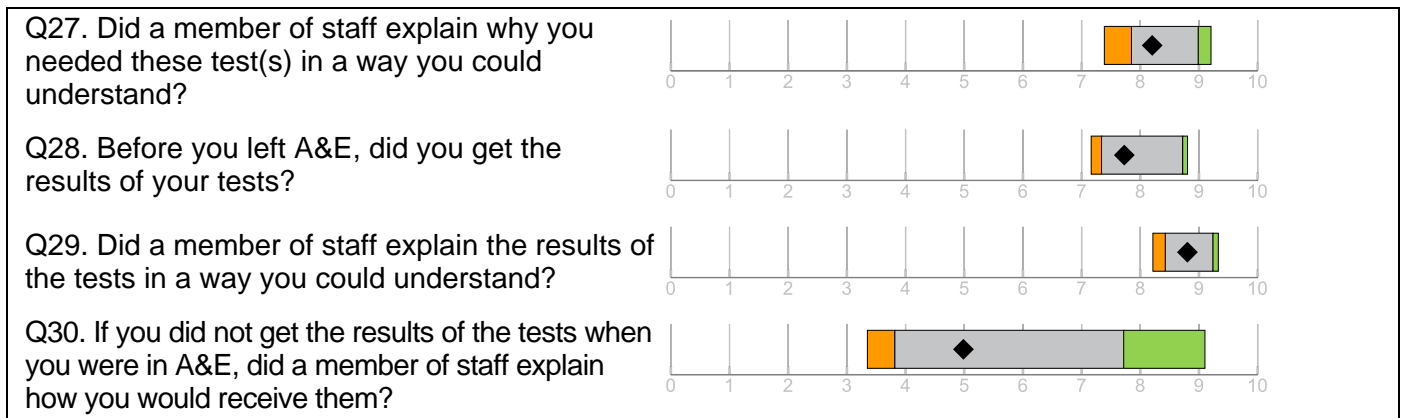 Q27. Did a member of staff explain why you
needed these test(s) in a way you could
understand?
0 1 2 3 4 5 6 7 8 9 10
Q28. Before you left A&E, did you get the
results of your tests?
0 1 2 3 4 5 6 7 8 9 10
Q29. Did a member of staff explain the results of
the tests in a way you could understand?
0 1 2 3 4 5 6 7 8 9 10
Q30. If you did not get the results of the tests when
you were in A&E, did a member of staff explain
how you would receive them?
0 1 2 3 4 5 6 7 8 9 10